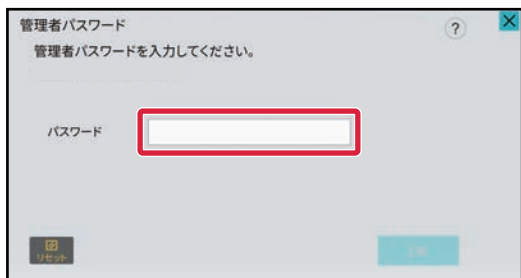 管理者パスワード
?
管理者パスワードを入力してください。
パスワード
リセット